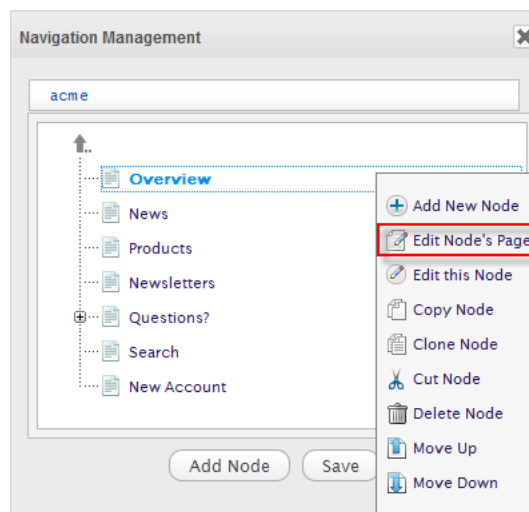 Navigation Management
acme
Overview
News
Products
Newsletters
Questions?
Search
New Account
Add New Node
Edit Node's Page
Edit this Node
Copy Node
Clone Node
Cut Node
Delete Node
Move Up
Move Down
Add Node
Save